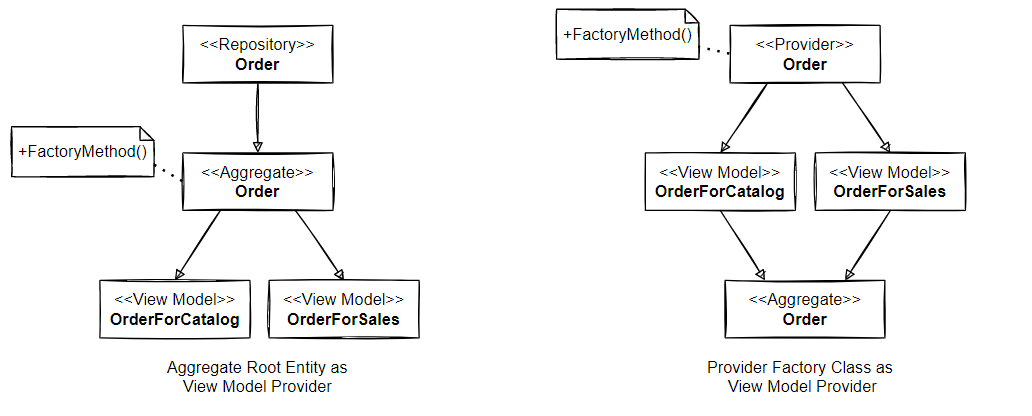 <<Repository>>
Order
+FactoryMethod()
<<Aggregate>>
Order
<<View Model>>
OrderForCatalog
<<View Model>>
OrderForSales
Aggregate Root Entity as
View Model Provider
+FactoryMethod()
<<Provider>>
Order
<<View Model>>
OrderForCatalog
<<View Model>>
OrderForSales
<<Aggregate>>
Order
Provider Factory Class as
View Model Provider